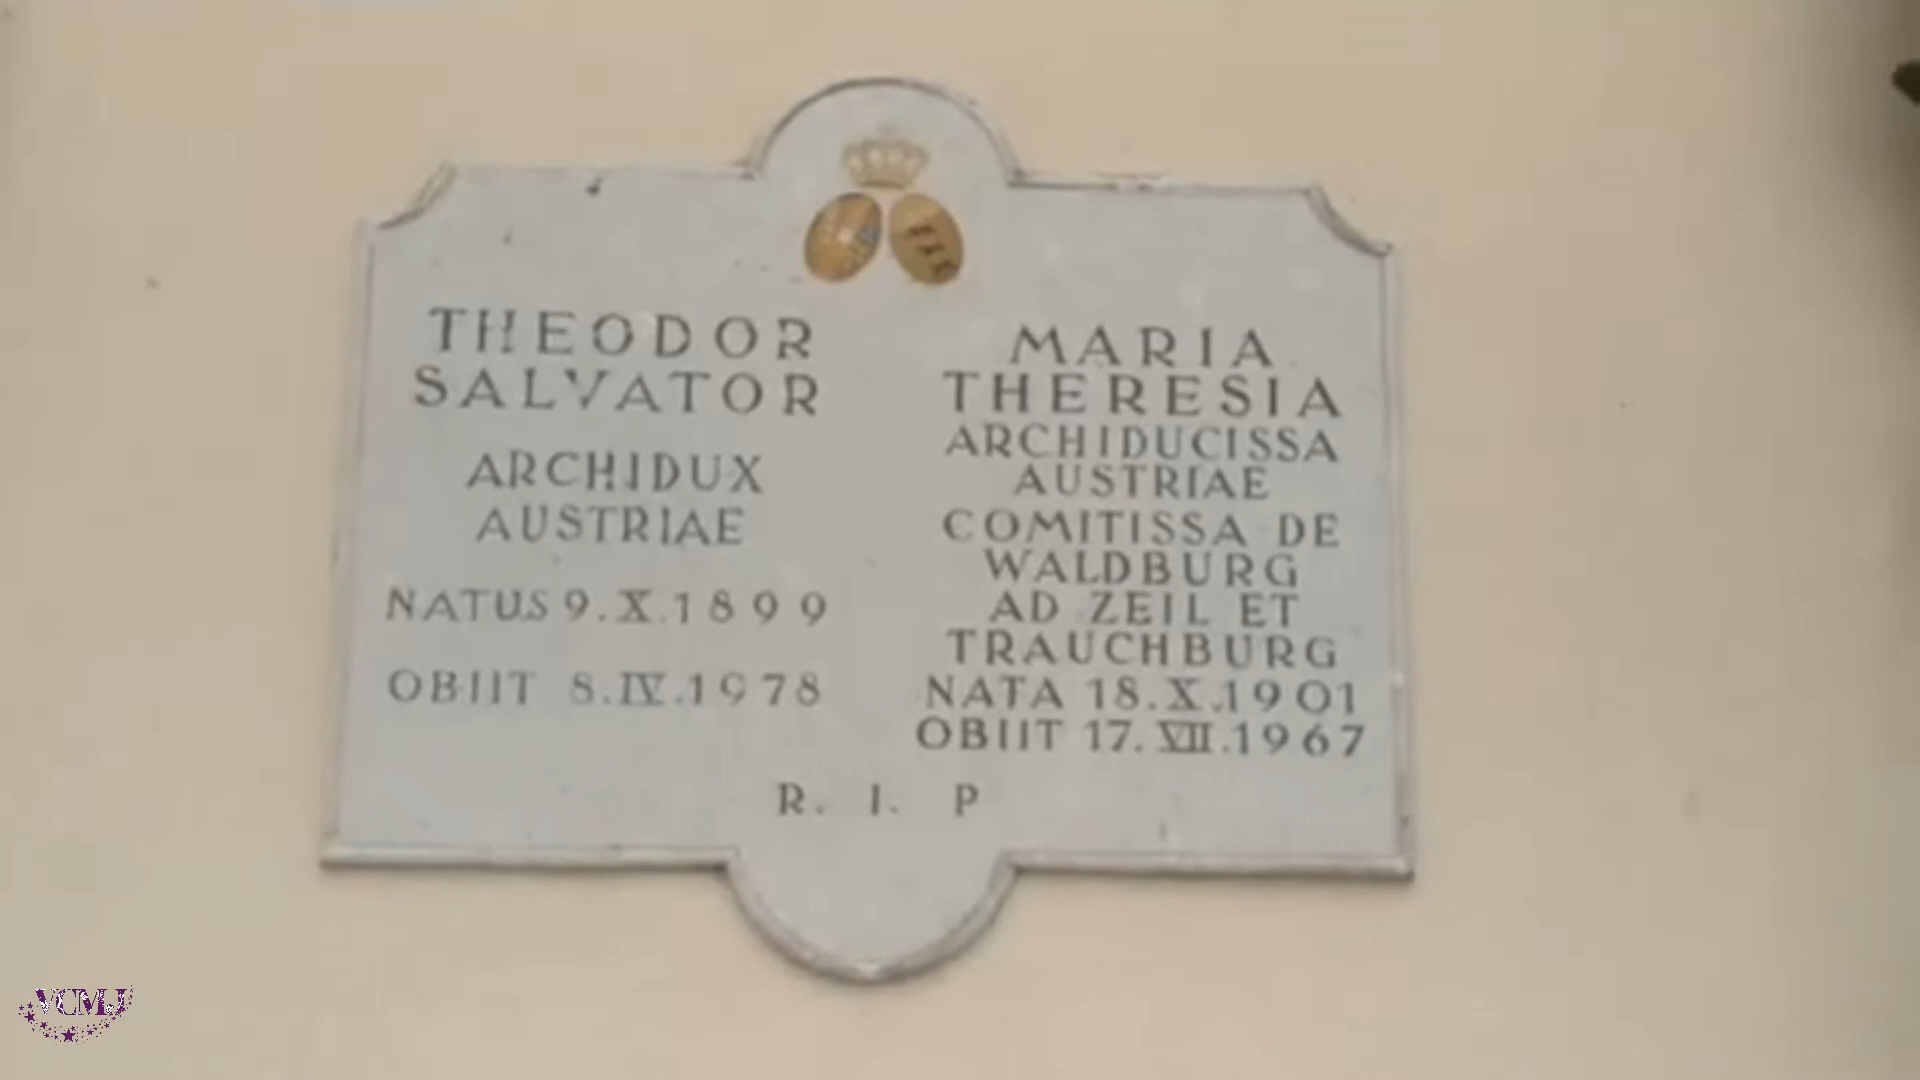 THEODOR
SALVATOR
ARCHIDUX
AUSTRIAE
NATUS 9.X.1899
OBIIT 8.IV.1978
MARIA
THERESIA
ARCHIDUCISSA
AUSTRIAE
COMITISSA DE
WALDBURG
AD ZEIL ET
TRAUCHBURG
NATA 18.X.1901
OBIIT 17.VII.1967
R. I. P
VCMJ